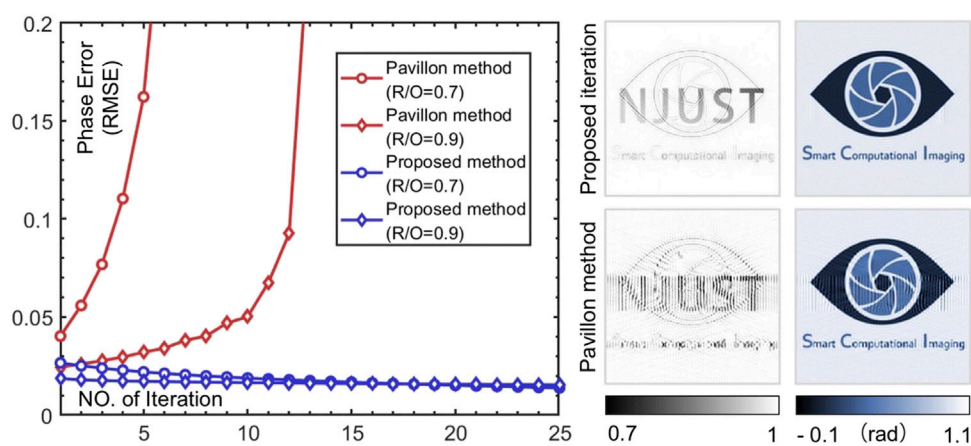 0.2
0.15
0.1
0.05
0
Phase Error
(RMSE)
Pavillon method
(R/O=0.7)
Pavillon method
(R/O=0.9)
Proposed method
(R/O=0.7)
Proposed method
(R/O=0.9)
NO. of Iteration
5 10 15 20 25
Proposed iteration
NJUST
Smart Computational Imaging
Smart Computational Imaging
Pavillon method
NJUST
Smart Computational Imaging
0.7 1
- 0.1 (rad) 1.1